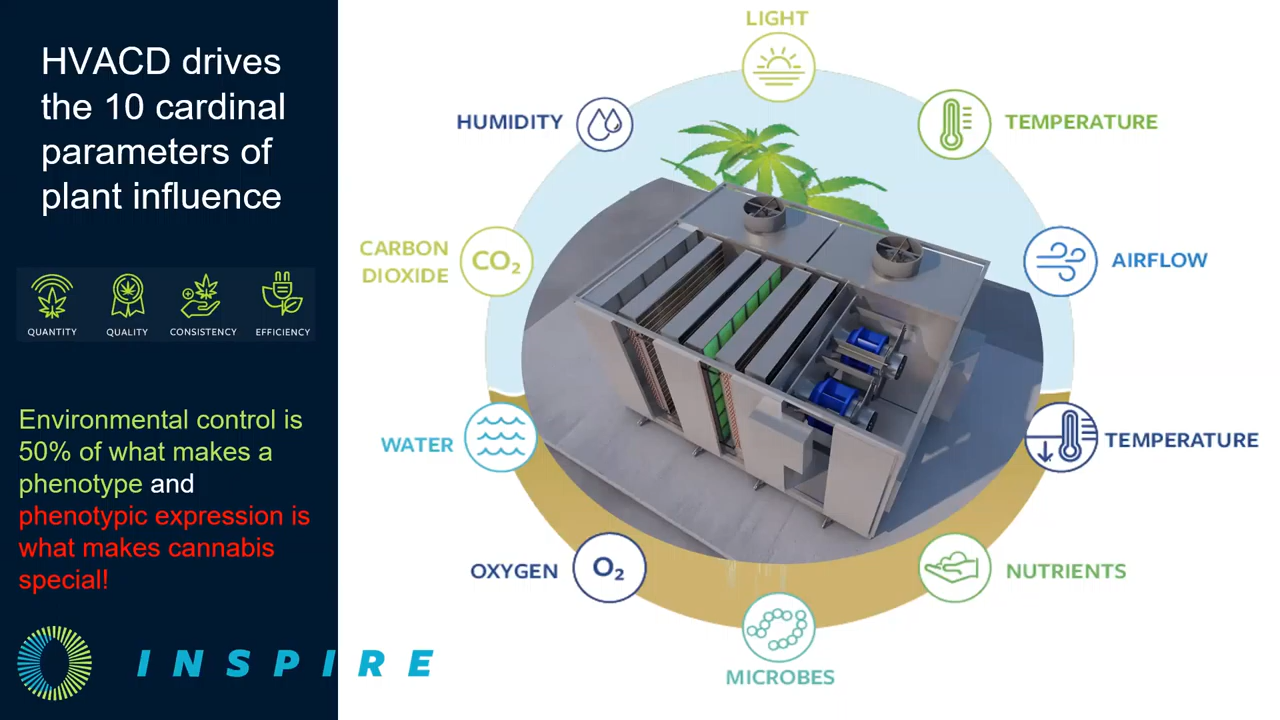 HVACD drives
the 10 cardinal
parameters of
plant influence
QUANTITY
QUALITY
CONSISTENCY
EFFICIENCY
Environmental control is
50% of what makes a
phenotype and
phenotypic expression is
what makes cannabis
special!
INSPIRE
LIGHT
HUMIDITY
TEMPERATURE
CARBON
DIOXIDE
CO₂
AIRFLOW
WATER
TEMPERATURE
OXYGEN
O₂
NUTRIENTS
MICROBES